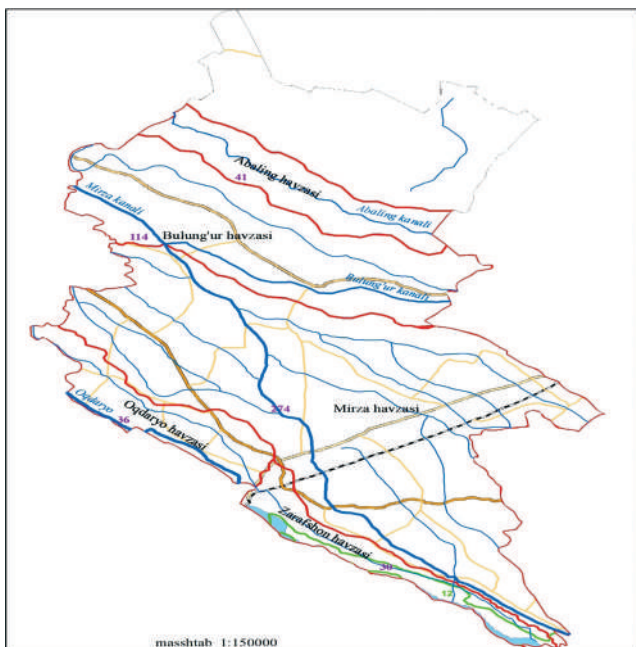 Abaling havzasi
41
Abaling kanali
Mirza kanali
114
Bulung'ur havzasi
Bulung'ur kanali
274
Mirza havzasi
Oqdaryo
36
Oqdaryo havzasi
Zarafshon havzasi
30
12
masshtab 1:150000